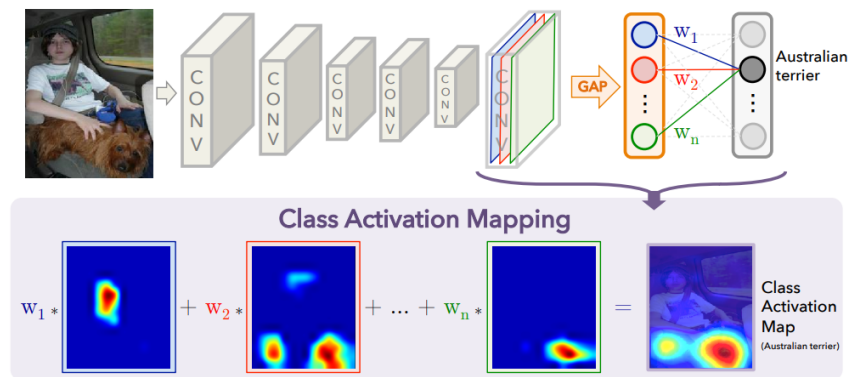 CONV
CONV
CONV
CONV
CONV
CONV
GAP
w1
w2
⋮
wn
⋮
Australian
terrier
Class Activation Mapping
w1 * + w2 * + ... + wn * =
Class
Activation
Map
(Australian terrier)